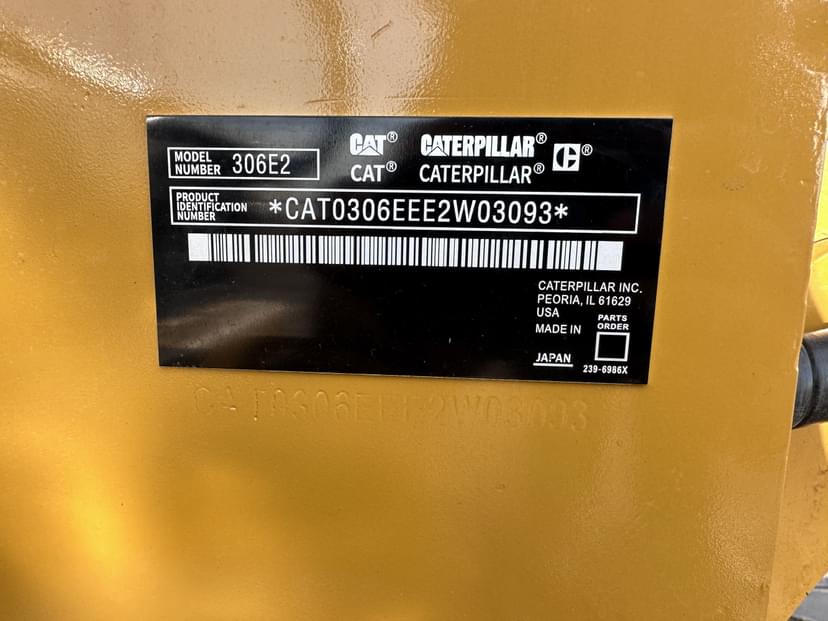 MODEL NUMBER 306E2
CAT® CATERPILLAR® C®
CAT® CATERPILLAR®
PRODUCT IDENTIFICATION NUMBER *CAT0306EEE2W03093*
CATERPILLAR INC.
PEORIA, IL 61629
USA
MADE IN
JAPAN
PARTS
ORDER
239-6986X
CAT0306EEE2W03093